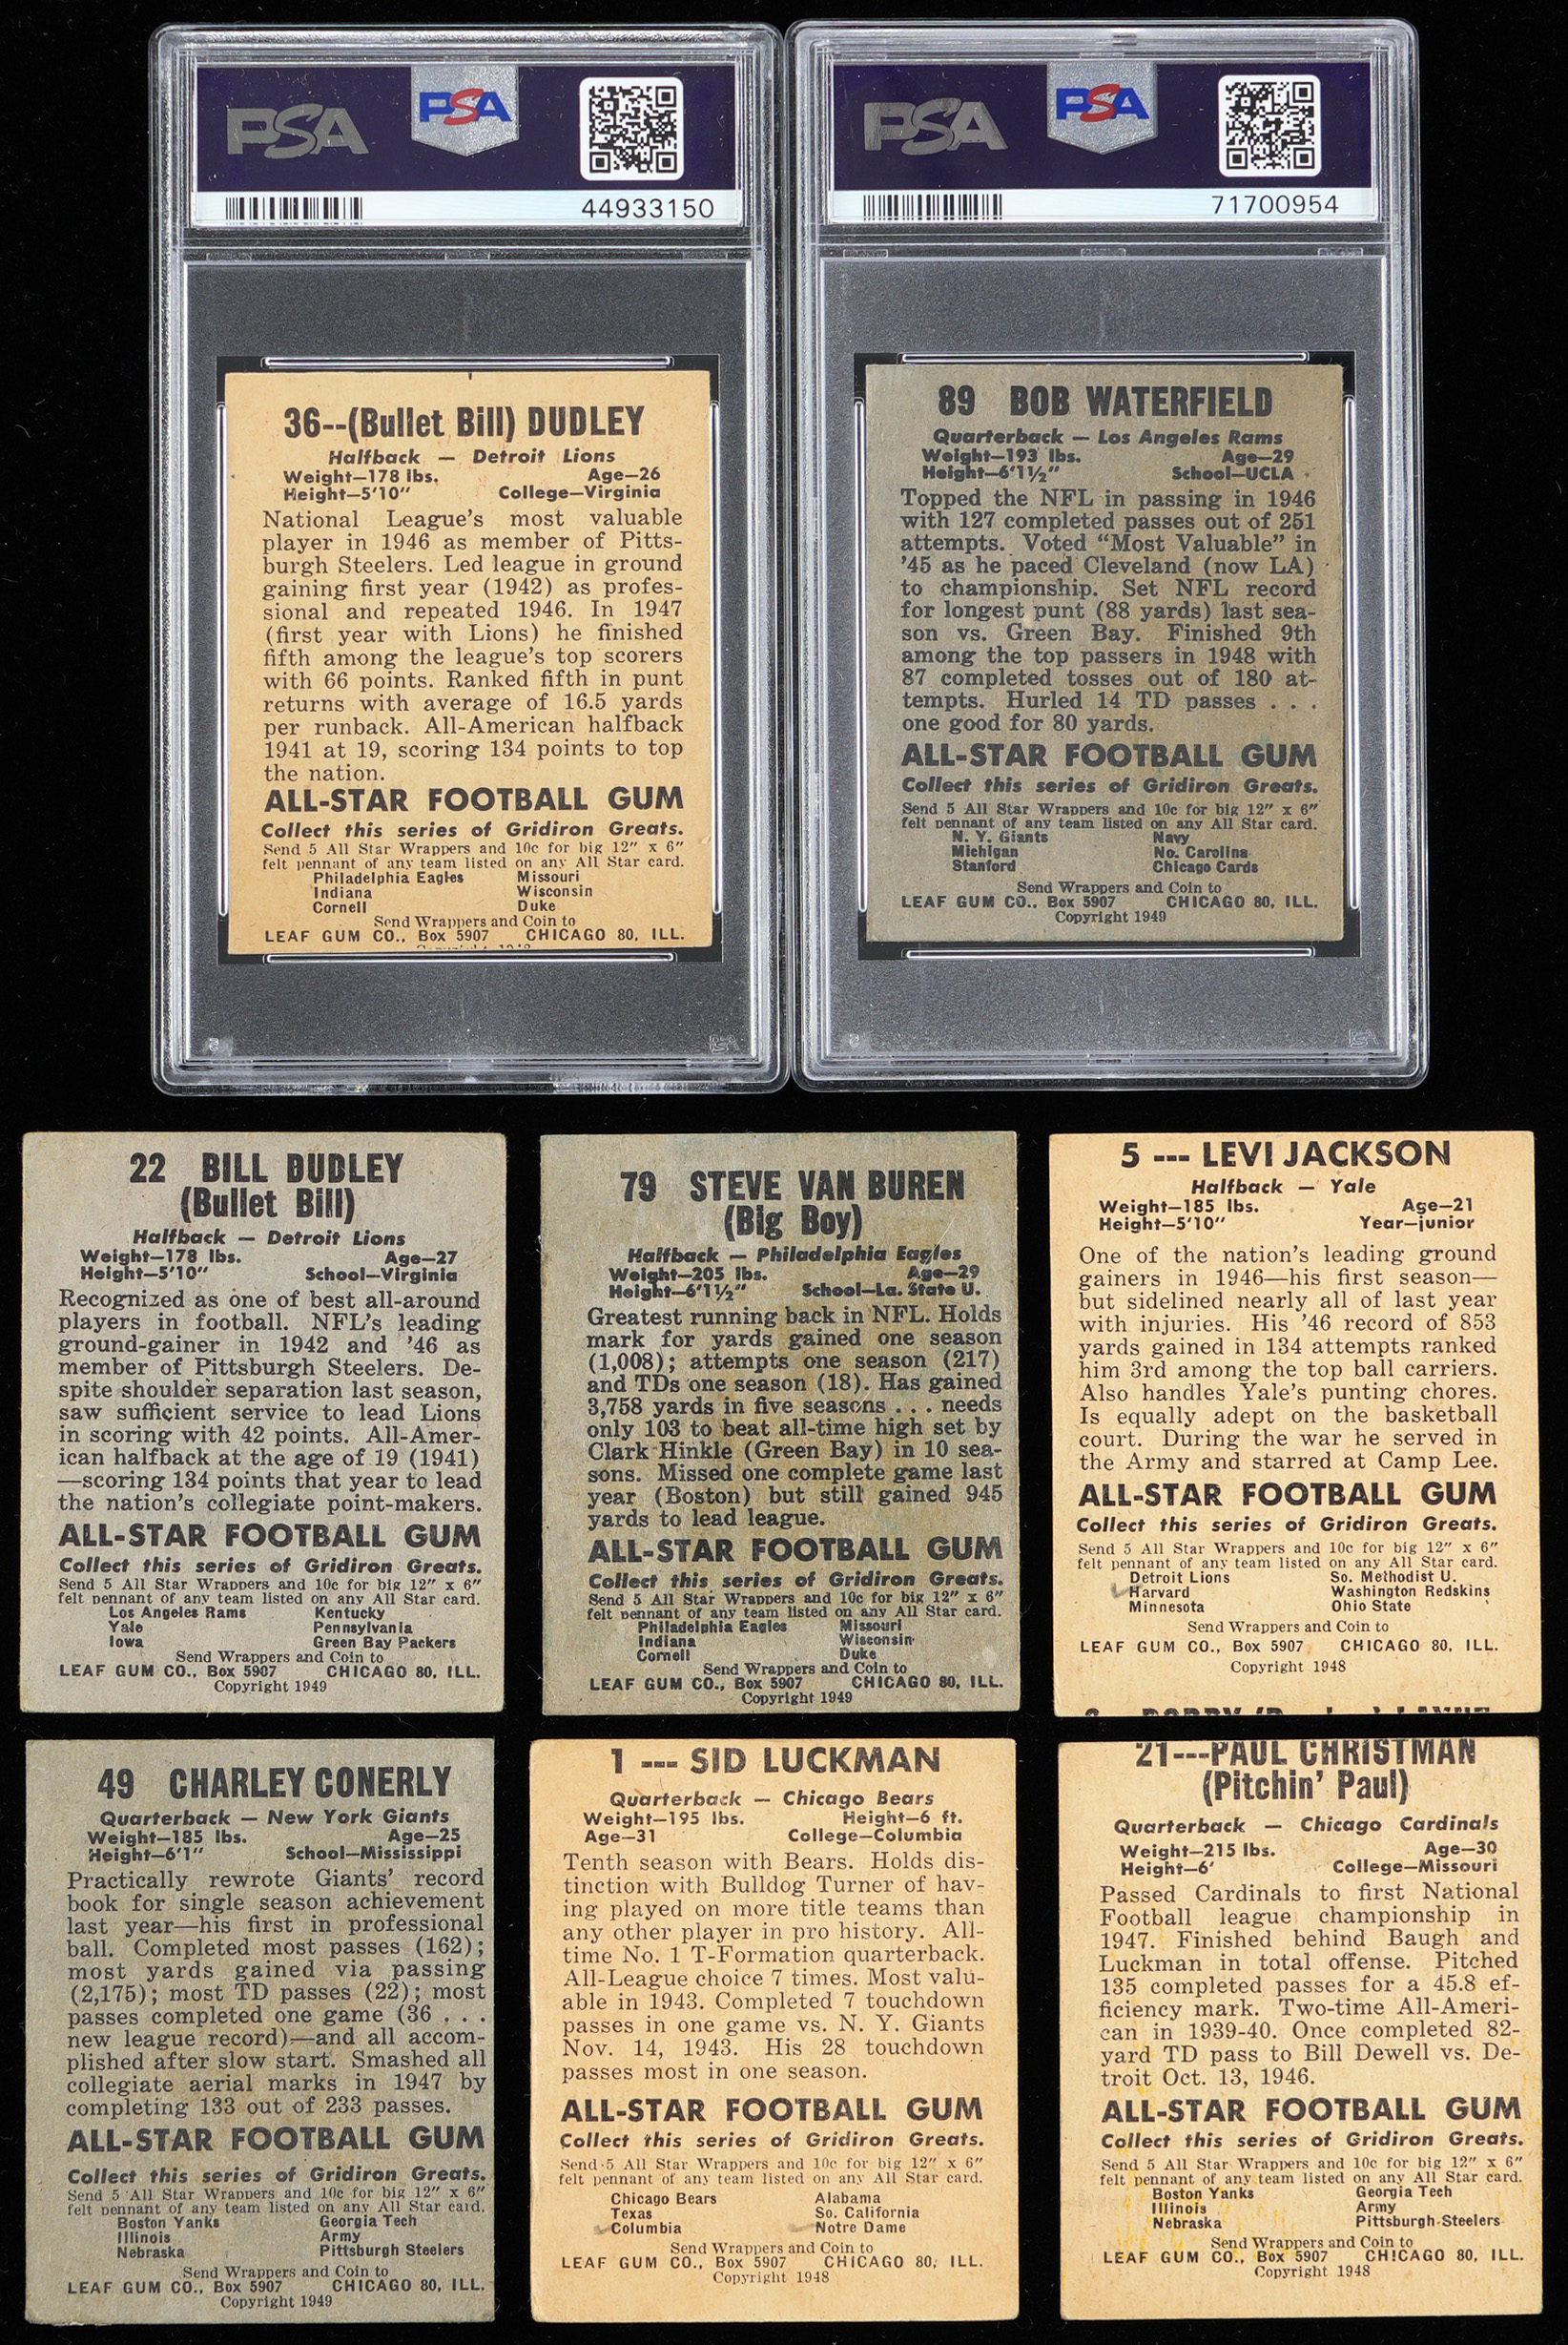 PSA
PSA
44933150
36--(Bullet Bill) DUDLEY
Halfback — Detroit Lions
Weight—178 lbs. Age—26
Height—5'10" College—Virginia
National League's most valuable
player in 1946 as member of Pitts-
burgh Steelers. Led league in ground
gaining first year (1942) as profes-
sional and repeated 1946. In 1947
(first year with Lions) he finished
fifth among the league's top scorers
with 66 points. Ranked fifth in punt
returns with average of 16.5 yards
per runback. All-American halfback
1941 at 19, scoring 134 points to top
the nation.
ALL-STAR FOOTBALL GUM
Collect this series of Gridiron Greats.
Send 5 All Star Wrappers and 10c for big 12" x 6"
felt pennant of any team listed on any All Star card.
Philadelphia Eagles Missouri
Indiana Wisconsin
Cornell Duke
Send Wrappers and Coin to
LEAF GUM CO., Box 5907 CHICAGO 80, ILL.
PSA
PSA
71700954
89 BOB WATERFIELD
Quarterback — Los Angeles Rams
Weight—193 lbs. Age—29
Height—6'1½" School—UCLA
Topped the NFL in passing in 1946
with 127 completed passes out of 251
attempts. Voted "Most Valuable" in
'45 as he paced Cleveland (now LA)
to championship. Set NFL record
for longest punt (88 yards) last sea-
son vs. Green Bay. Finished 9th
among the top passers in 1948 with
87 completed tosses out of 180 at-
tempts. Hurled 14 TD passes . . .
one good for 80 yards.
ALL-STAR FOOTBALL GUM
Collect this series of Gridiron Greats.
Send 5 All Star Wrappers and 10c for big 12" x 6"
felt pennant of any team listed on any All Star card.
N. Y. Giants Navy
Michigan No. Carolina
Stanford Chicago Cards
Send Wrappers and Coin to
LEAF GUM CO., Box 5907 CHICAGO 80, ILL.
Copyright 1949
22 BILL DUDLEY
(Bullet Bill)
Halfback — Detroit Lions
Weight—178 lbs. Age—27
Height—5'10" School—Virginia
Recognized as one of best all-around
players in football. NFL's leading
ground-gainer in 1942 and '46 as
member of Pittsburgh Steelers. De-
spite shoulder separation last season,
saw sufficient service to lead Lions
in scoring with 42 points. All-Amer-
ican halfback at the age of 19 (1941)
—scoring 134 points that year to lead
the nation's collegiate point-makers.
ALL-STAR FOOTBALL GUM
Collect this series of Gridiron Greats.
Send 5 All Star Wrappers and 10c for big 12" x 6"
felt pennant of any team listed on any All Star card.
Los Angeles Rams Kentucky
Yale Pennsylvania
Iowa Green Bay Packers
Send Wrappers and Coin to
LEAF GUM CO., Box 5907 CHICAGO 80, ILL.
Copyright 1949
79 STEVE VAN BUREN
(Big Boy)
Halfback — Philadelphia Eagles
Weight—205 lbs. Age—29
Height—6'1½" School—La. State U.
Greatest running back in NFL. Holds
mark for yards gained one season
(1,008); attempts one season (217)
and TDs one season (18). Has gained
3,758 yards in five seasons . . . needs
only 103 to beat all-time high set by
Clark Hinkle (Green Bay) in 10 sea-
sons. Missed one complete game last
year (Boston) but still gained 945
yards to lead league.
ALL-STAR FOOTBALL GUM
Collect this series of Gridiron Greats.
Send 5 All Star Wrappers and 10c for big 12" x 6"
felt pennant of any team listed on any All Star card.
Philadelphia Eagles Missouri
Indiana Wisconsin
Cornell Duke
Send Wrappers and Coin to
LEAF GUM CO., Box 5907 CHICAGO 80, ILL.
Copyright 1949
5 --- LEVI JACKSON
Halfback — Yale
Weight—185 lbs. Age—21
Height—5'10" Year—junior
One of the nation's leading ground
gainers in 1946—his first season—
but sidelined nearly all of last year
with injuries. His '46 record of 853
yards gained in 134 attempts ranked
him 3rd among the top ball carriers.
Also handles Yale's punting chores.
Is equally adept on the basketball
court. During the war he served in
the Army and starred at Camp Lee.
ALL-STAR FOOTBALL GUM
Collect this series of Gridiron Greats.
Send 5 All Star Wrappers and 10c for big 12" x 6"
felt pennant of any team listed on any All Star card.
Detroit Lions So. Methodist U.
Harvard Washington Redskins
Minnesota Ohio State
Send Wrappers and Coin to
LEAF GUM CO., Box 5907 CHICAGO 80, ILL.
Copyright 1948
49 CHARLEY CONERLY
Quarterback — New York Giants
Weight—185 lbs. Age—25
Height—6'1" School—Mississippi
Practically rewrote Giants' record
book for single season achievement
last year—his first in professional
ball. Completed most passes (162);
most yards gained via passing
(2,175); most TD passes (22); most
passes completed one game (36 . . .
new league record)—and all accom-
plished after slow start. Smashed all
collegiate aerial marks in 1947 by
completing 133 out of 233 passes.
ALL-STAR FOOTBALL GUM
Collect this series of Gridiron Greats.
Send 5 All Star Wrappers and 10c for big 12" x 6"
felt pennant of any team listed on any All Star card.
Boston Yanks Georgia Tech
Illinois Army
Nebraska Pittsburgh Steelers
Send Wrappers and Coin to
LEAF GUM CO., Box 5907 CHICAGO 80, ILL.
Copyright 1949
1 --- SID LUCKMAN
Quarterback — Chicago Bears
Weight—195 lbs. Height—6 ft.
Age—31 College—Columbia
Tenth season with Bears. Holds dis-
tinction with Bulldog Turner of hav-
ing played on more title teams than
any other player in pro history. All-
time No. 1 T-Formation quarterback.
All-League choice 7 times. Most valu-
able in 1943. Completed 7 touchdown
passes in one game vs. N. Y. Giants
Nov. 14, 1943. His 28 touchdown
passes most in one season.
ALL-STAR FOOTBALL GUM
Collect this series of Gridiron Greats.
Send 5 All Star Wrappers and 10c for big 12" x 6"
felt pennant of any team listed on any All Star card.
Chicago Bears Alabama
Texas So. California
Columbia Notre Dame
Send Wrappers and Coin to
LEAF GUM CO., Box 5907 CHICAGO 80, ILL.
Copyright 1948
21---PAUL CHRISTMAN
(Pitchin' Paul)
Quarterback — Chicago Cardinals
Weight—215 lbs. Age—30
Height—6' College—Missouri
Passed Cardinals to first National
Football league championship in
1947. Finished behind Baugh and
Luckman in total offense. Pitched
135 completed passes for a 45.8 ef-
ficiency mark. Two-time All-Ameri-
can in 1939-40. Once completed 82-
yard TD pass to Bill Dewell vs. De-
troit Oct. 13, 1946.
ALL-STAR FOOTBALL GUM
Collect this series of Gridiron Greats.
Send 5 All Star Wrappers and 10c for big 12" x 6"
felt pennant of any team listed on any All Star card.
Boston Yanks Georgia Tech
Illinois Army
Nebraska Pittsburgh Steelers
Send Wrappers and Coin to
LEAF GUM CO., Box 5907 CHICAGO 80, ILL.
Copyright 1948